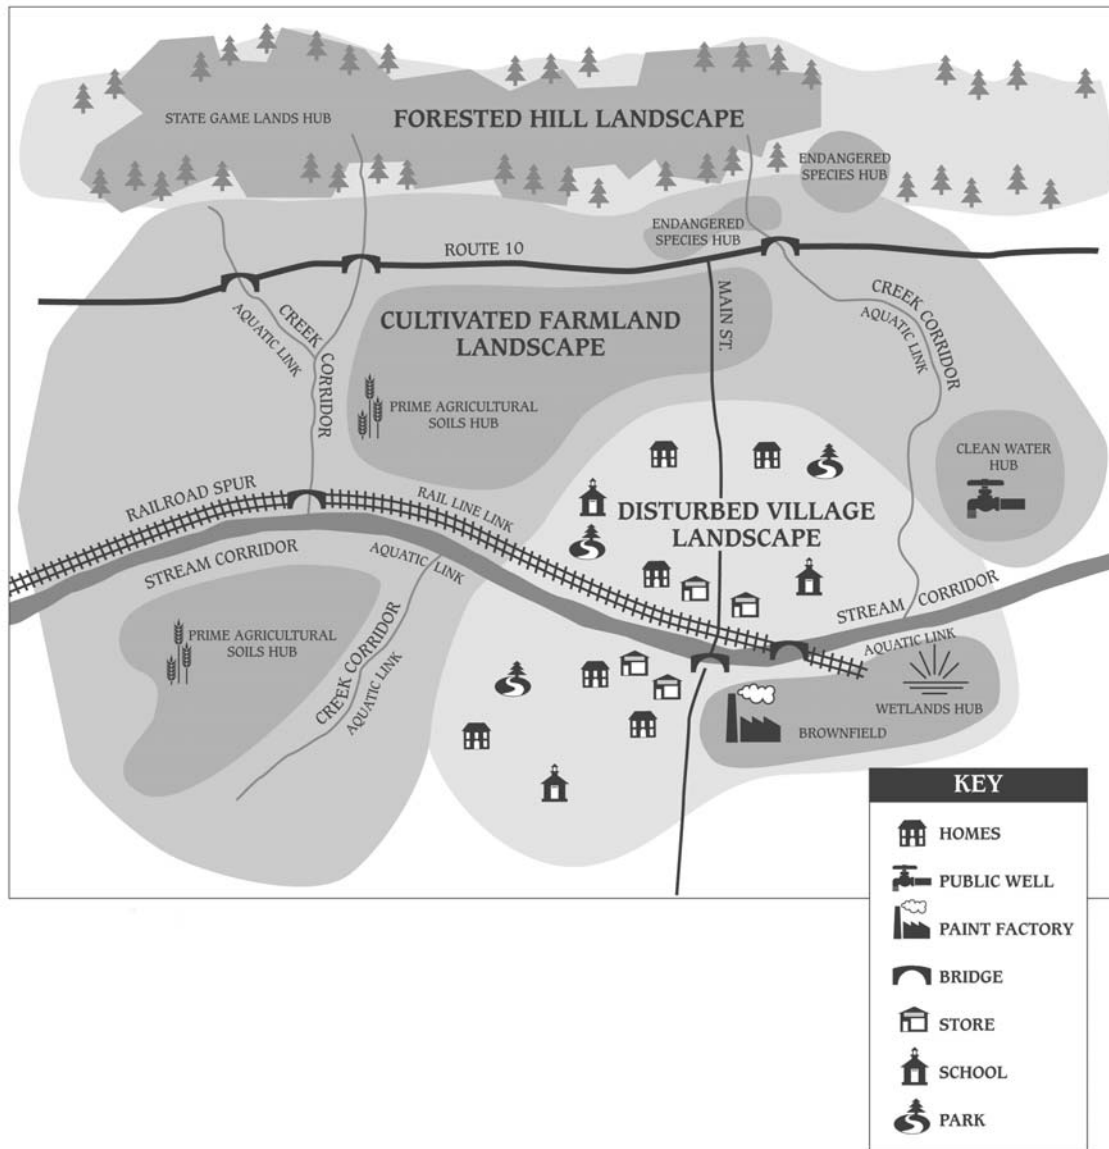 STATE GAME LANDS HUB
FORESTED HILL LANDSCAPE
ENDANGERED
SPECIES HUB
ENDANGERED
SPECIES HUB
ROUTE 10
MAIN ST.
CREEK CORRIDOR
AQUATIC LINK
CREEK
CORRIDOR
AQUATIC LINK
CULTIVATED FARMLAND
LANDSCAPE
PRIME AGRICULTURAL
SOILS HUB
CLEAN WATER
HUB
RAILROAD SPUR
RAIL LINE LINK
DISTURBED VILLAGE
LANDSCAPE
STREAM CORRIDOR
AQUATIC LINK
STREAM CORRIDOR
AQUATIC LINK
PRIME AGRICULTURAL
SOILS HUB
CREEK CORRIDOR
AQUATIC LINK
WETLANDS HUB
BROWNFIELD
KEY
HOMES
PUBLIC WELL
PAINT FACTORY
BRIDGE
STORE
SCHOOL
PARK